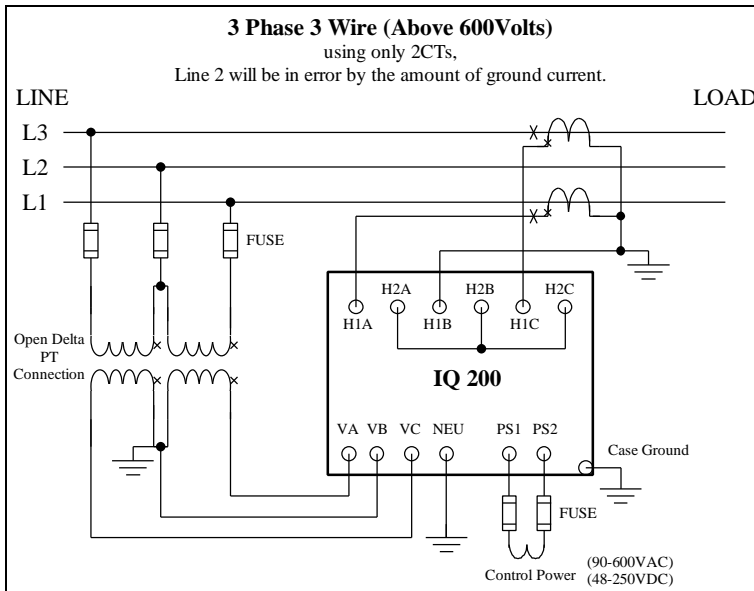 3 Phase 3 Wire (Above 600Volts)
using only 2CTs,
Line 2 will be in error by the amount of ground current.
LINE
LOAD
L3
L2
L1
FUSE
H2A
H2B
H2C
H1A
H1B
H1C
Open Delta
PT
Connection
IQ 200
VA
VB
VC
NEU
PS1
PS2
Case Ground
FUSE
Control Power
(90-600VAC)
(48-250VDC)